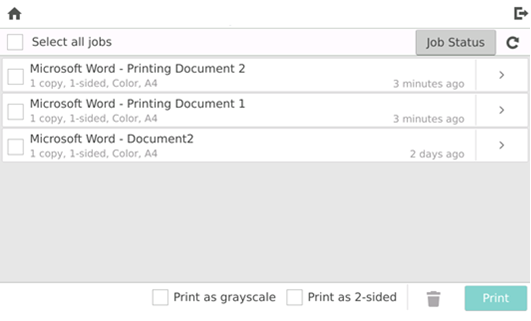 Select all jobs
Job Status
Microsoft Word - Printing Document 2
1 copy, 1-sided, Color, A4
3 minutes ago
Microsoft Word - Printing Document 1
1 copy, 1-sided, Color, A4
3 minutes ago
Microsoft Word - Document2
1 copy, 1-sided, Color, A4
2 days ago
Print as grayscale
Print as 2-sided
Print